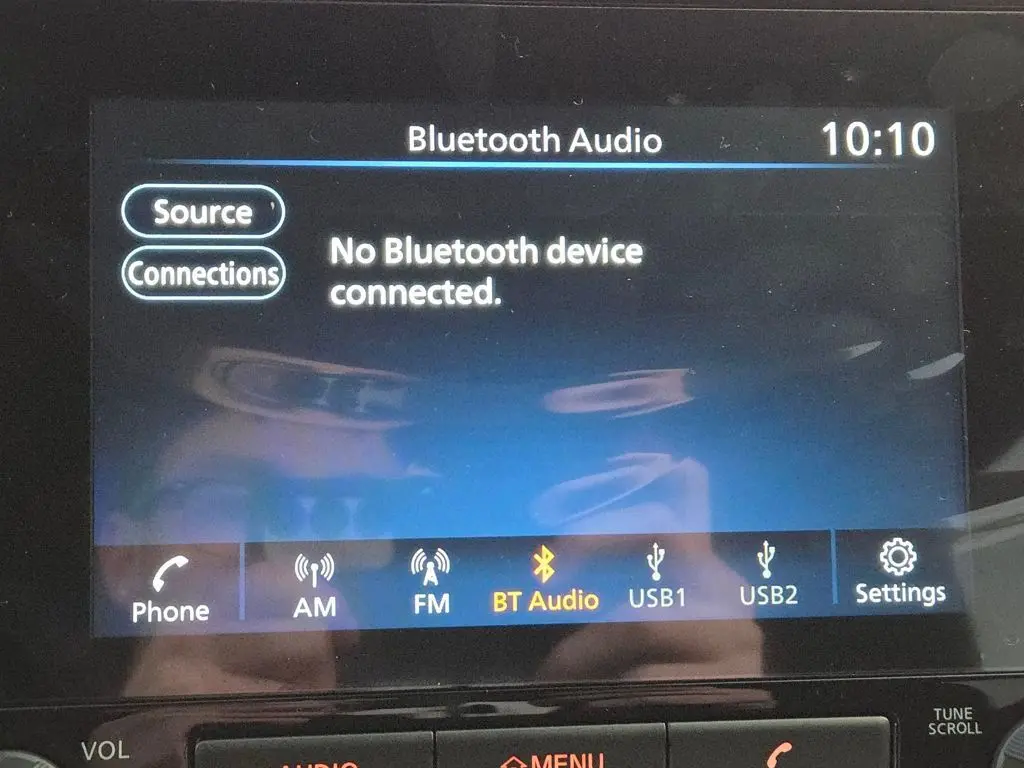 Bluetooth Audio
10:10
Source
Connections
No Bluetooth device
connected.
Phone
AM
FM
BT Audio
USB1
USB2
Settings
VOL
AUDIO
MENU
TUNE
SCROLL